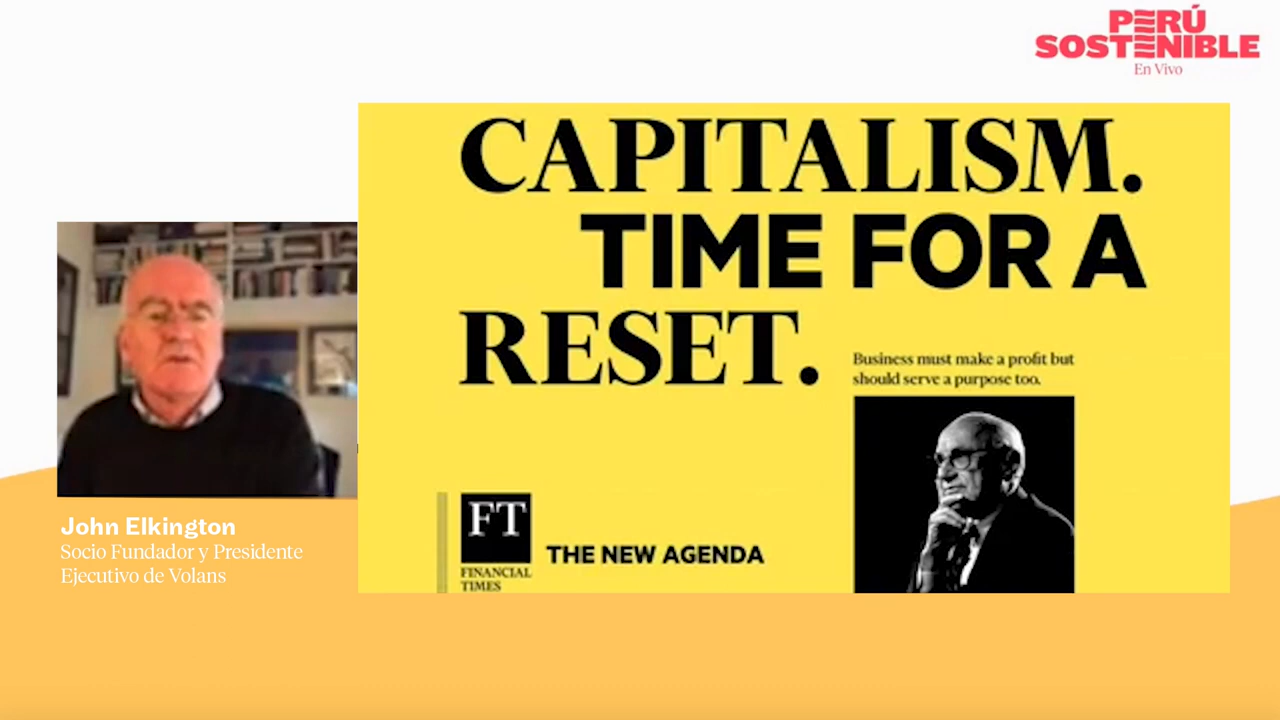 PERÚ
SOSTENIBLE
En Vivo
CAPITALISM.
TIME FOR A
RESET.
Business must make a profit but
should serve a purpose too.
FT
FINANCIAL
TIMES
THE NEW AGENDA
John Elkington
Socio Fundador y Presidente
Ejecutivo de Volans